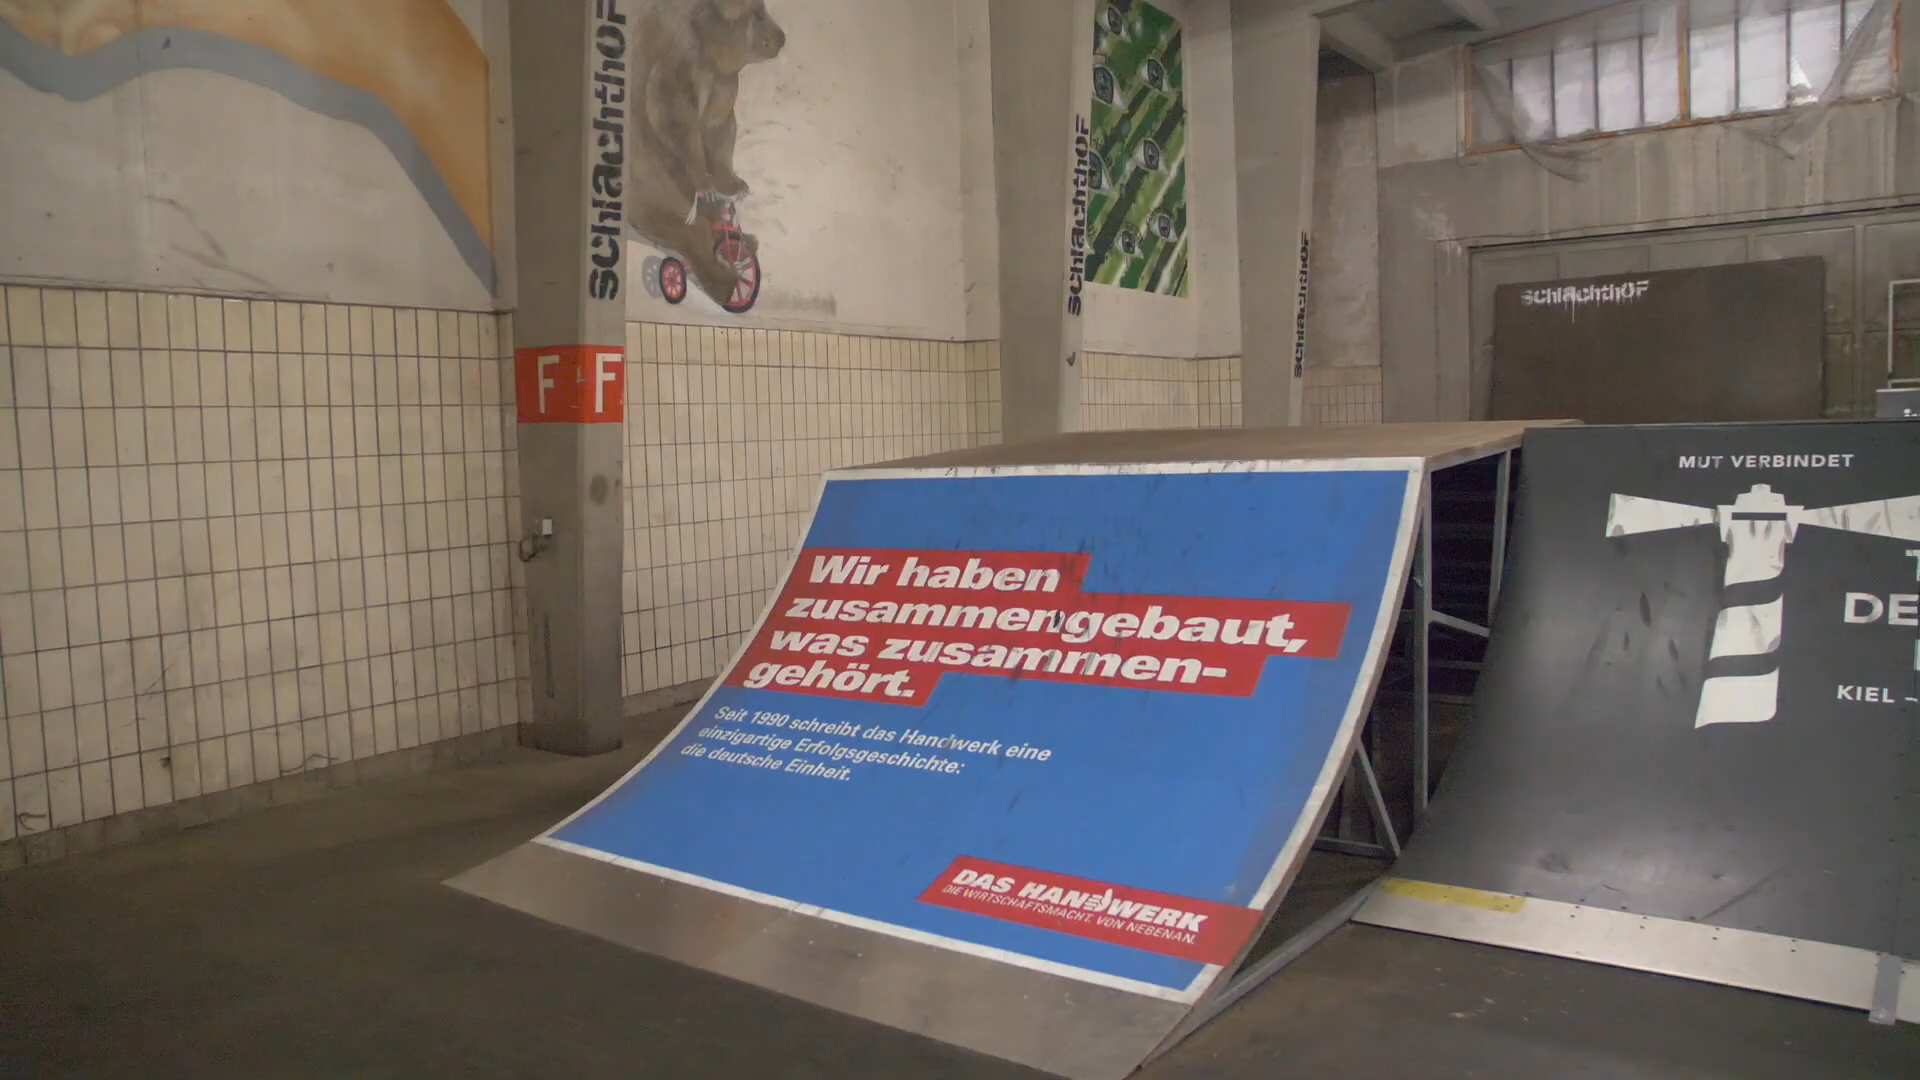 schlachthOF
schlachthOF
schlachthOF
schlachthOF
F F
MUT VERBINDET
DE
KIEL –
Wir haben
zusammengebaut,
was zusammen-
gehört.
Seit 1990 schreibt das Handwerk eine
einzigartige Erfolgsgeschichte:
die deutsche Einheit.
DAS HANDWERK
DIE WIRTSCHAFTSMACHT. VON NEBENAN.